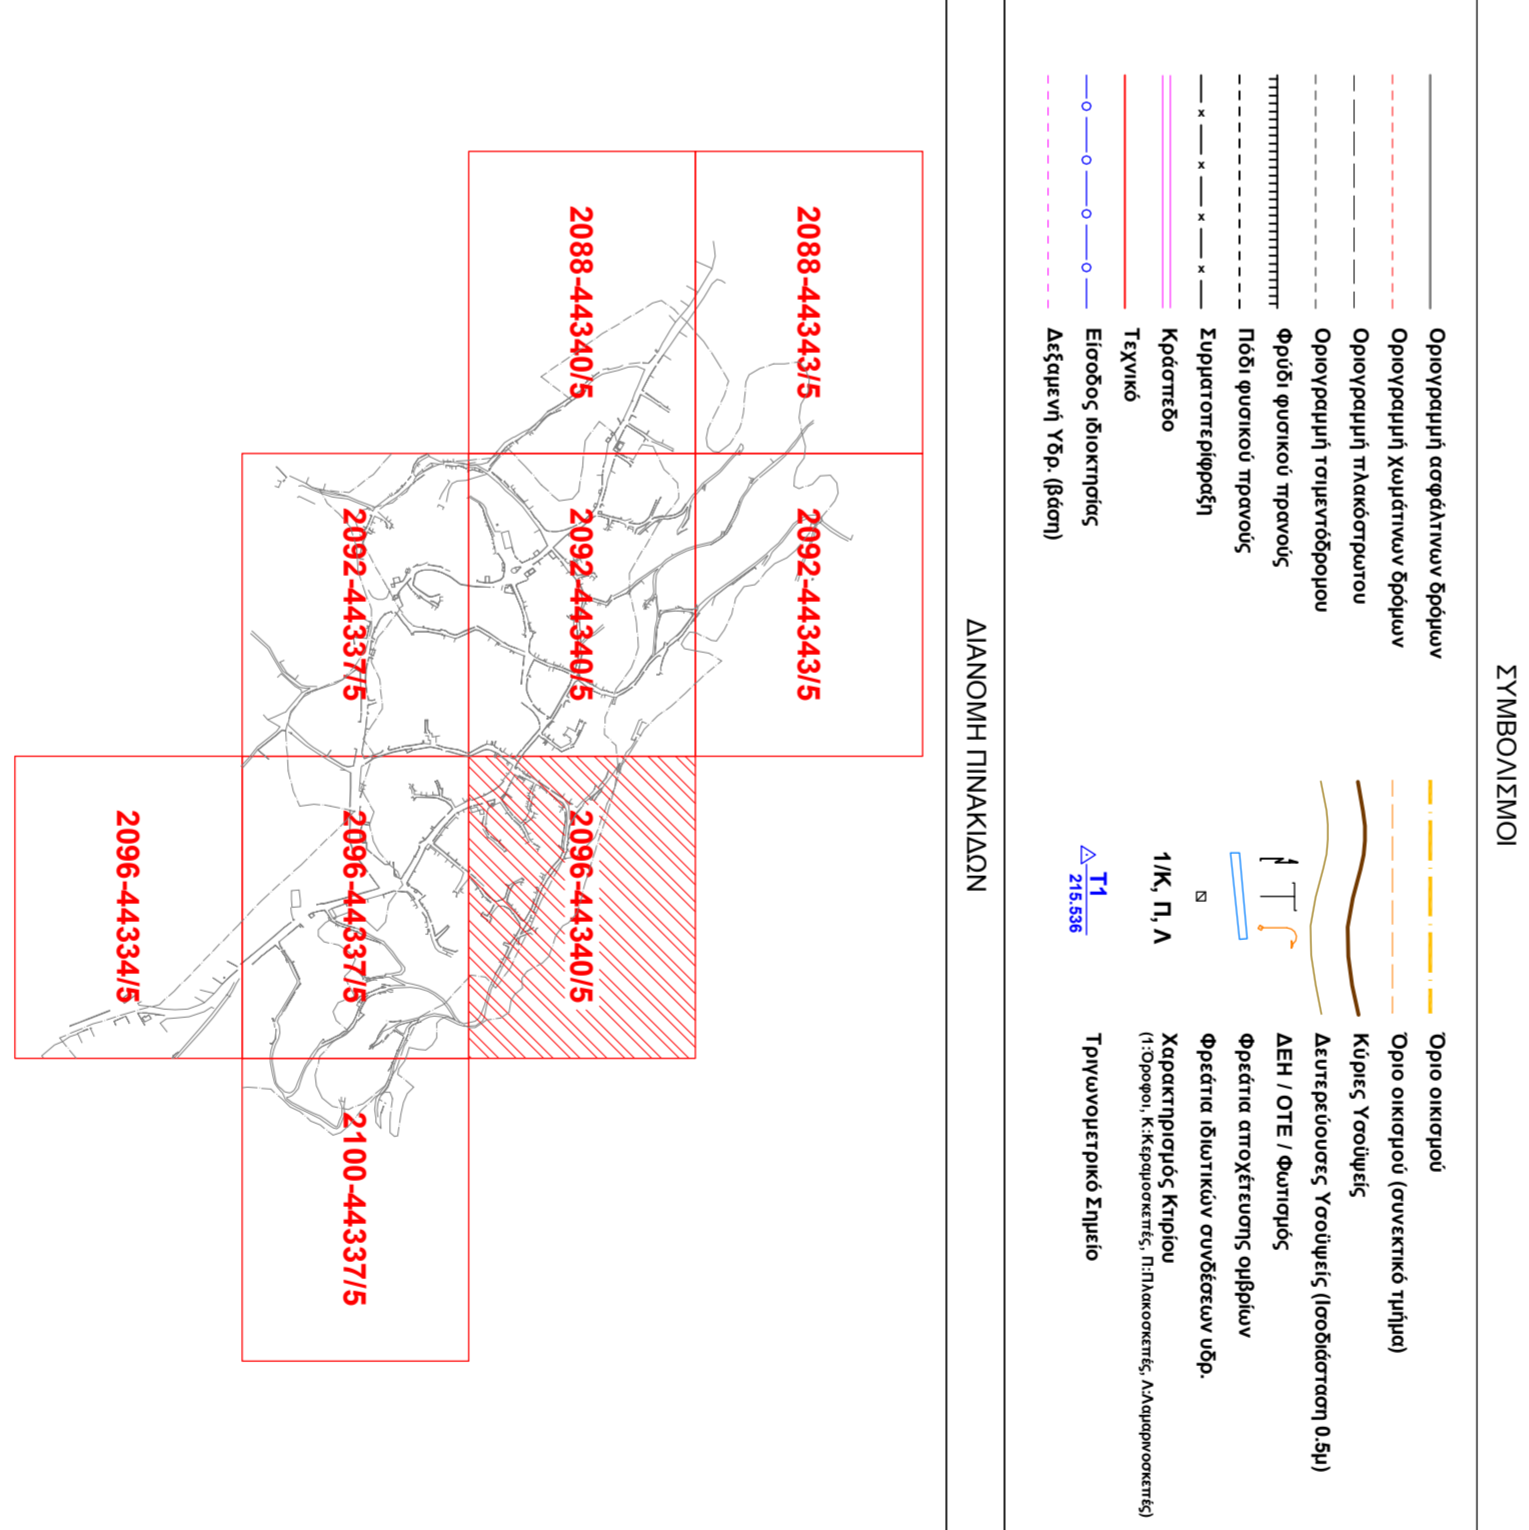 ΣΥΜΒΟΛΙΣΜΟΙ
Οριογραμμή ασφάλτινων δρόμων
Οριογραμμή χωμάτινων δρόμων
Οριογραμμή πλακόστρωτου
Οριογραμμή τσιμεντόδρομου
Φρύδι φυσικού πρανούς
Πόδι φυσικού πρανούς
Συρματοπερίφραξη
Κράσπεδο
Τεχνικό
Είσοδος ιδιοκτησίας
Δεξαμενή Υδρ. (βάση)
Όριο οικισμού
Όριο οικισμού (συνεκτικό τμήμα)
Κύριες Υσοϋψείς
Δευτερεύουσες Υσοϋψείς (Ισοδιάσταση 0.5μ)
ΔΕΗ / ΟΤΕ / Φωτισμός
Φρεάτια αποχέτευσης ομβρίων
Φρεάτια ιδιωτικών συνδέσεων υδρ.
1/Κ, Π, Λ
Χαρακτηρισμός Κτιρίου
(1:Όροφοι, Κ:Κεραμοσκεπές, Π:Πλακοσκεπές, Λ:Λαμαρινοσκεπές)
T1
215.536
Τριγωνομετρικό Σημείο
ΔΙΑΝΟΜΗ ΠΙΝΑΚΙΔΩΝ
2088-44343/5
2092-44343/5
2088-44340/5
2092-44340/5
2096-44340/5
2092-44337/5
2096-44337/5
2100-44337/5
2096-44334/5